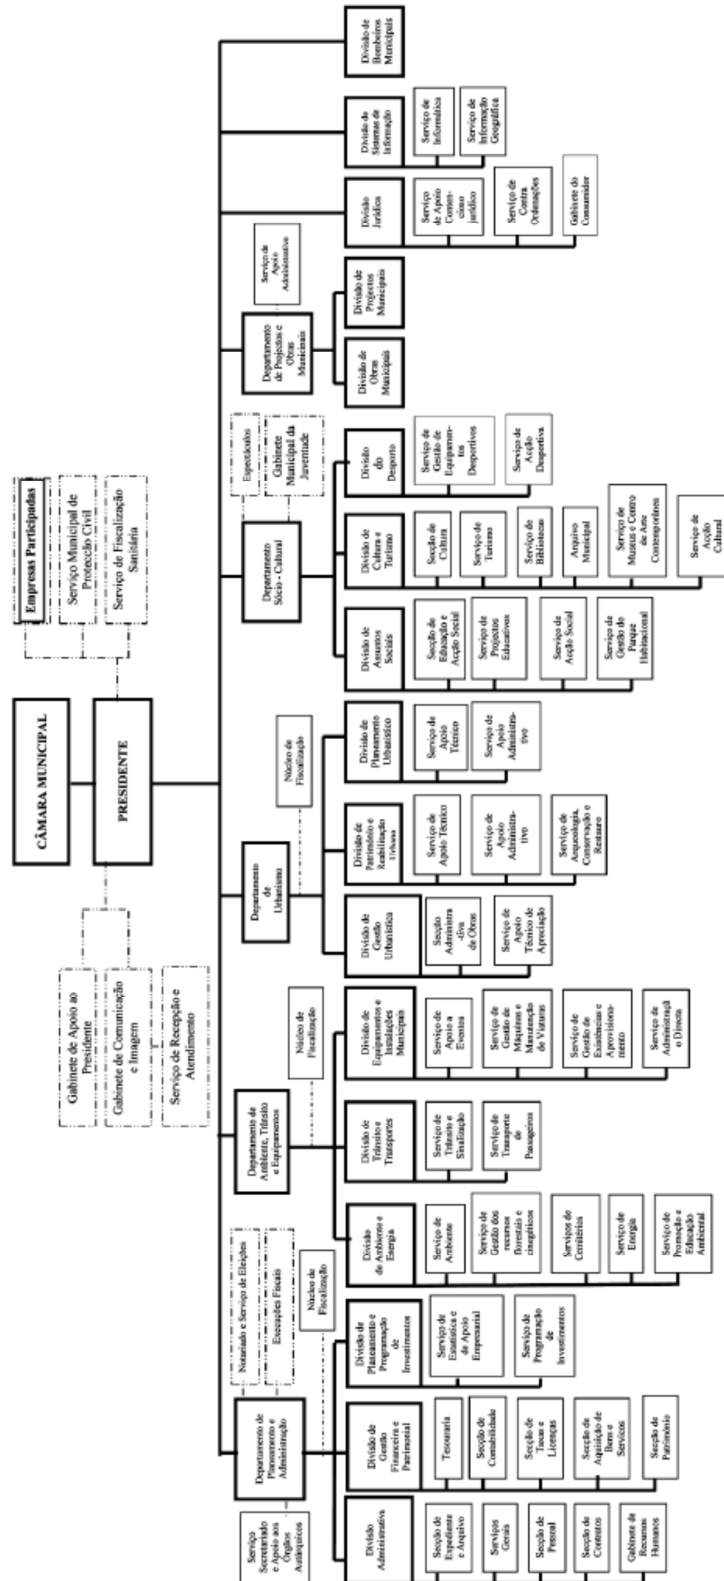 CÂMARA MUNICIPAL
PRESIDENTE
Gabinete de Apoio ao
Presidente
Gabinete de Comunicação
e Imagem
Serviço de Recepção e
Atendimento
Empresas Participadas
Serviço Municipal de
Protecção Civil
Serviço de Fiscalização
Sanitária
Serviço
Secretariado
e Apoio aos
Órgãos
Autárquicos
Departamento de
Planeamento e
Administração
Notariado e Serviço de Eleições
Execuções Fiscais
Núcleo de
Fiscalização
Departamento de
Ambiente, Trânsito
e Equipamentos
Núcleo de
Fiscalização
Departamento
de
Urbanismo
Núcleo de
Fiscalização
Departamento
Sócio - Cultural
Espectáculos
Gabinete
Municipal da
Juventude
Departamento
de Projectos e
Obras
Municipais
Serviço de
Apoio
Administrativo
Divisão
Administrativa
Secção de
Expediente
e Arquivo
Serviços
Gerais
Secção de
Pessoal
Secção de
Contratos
Gabinete de
Recursos
Humanos
Divisão de
Gestão
Financeira e
Patrimonial
Tesouraria
Secção de
Contabilidade
Secção de
Taxas e
Licenças
Secção de
Aquisição de
Bens e
Servicos
Secção de
Património
Divisão de
Planeamento e
Programação
de
Investimentos
Serviço de
Estatística e
de Apoio
Empresarial
Serviço de
Programação
de
Investimentos
Divisão
de Ambiente e
Energia
Serviço de
Ambiente
Serviço de
Gestão dos
recursos
florestais e
cinegéticos
Serviços de
Cemitérios
Serviço de
Energia
Serviço de
Promoção e
Educação
Ambiental
Divisão de
Trânsito e
Transportes
Serviço de
Trânsito e
Sinalização
Serviço de
Transporte
de
Passageiros
Divisão de
Equipamentos e
Instalações
Municipais
Serviço de
Apoio a
Eventos
Serviço de
Gestão de
Máquinas e
Manutenção
de Viaturas
Serviço de
Gestão de
Existências e
Aprovisiona-
mento
Serviço de
Administraçã
o Directa
Divisão de
Gestão
Urbanística
Secção
Administra
-tiva
de Obras
Serviço de
Apoio
Técnico de
Apreciação
Divisão de
Património e
Reabilitação
Urbana
Serviço de
Apoio Técnico
Serviço de
Apoio
Administra-
tivo
Serviço de
Arqueologia,
Conservação e
Restauro
Divisão de
Planeamento
Urbanístico
Serviço de
Apoio
Técnico
Serviço de
Apoio
Administra-
tivo
Divisão de
Assuntos
Sociais
Secção de
Educação e
Acção Social
Serviço de
Projectos
Educativos
Serviço de
Acção Social
Serviço de
Gestão do
Parque
Habitacional
Divisão de
Cultura e
Turismo
Secção de
Cultura
Serviço de
Turismo
Serviço de
Bibliotecas
Arquivo
Municipal
Serviço de
Museus e Centro
de Arte
Contemporânea
Serviço de
Acção
Cultural
Divisão
do
Desporto
Serviço de
Gestão de
Equipamen-
tos
Desportivos
Serviço de
Acção
Desportiva
Divisão de
Obras
Municipais
Divisão de
Projectos
Municipais
Divisão
Jurídica
Serviço
de Apoio
Conten-
cioso
jurídico
Serviço de
Contra
Ordenações
Gabinete do
Consumidor
Divisão de
Sistemas de
Informação
Serviço de
Informática
Serviço de
Informação
Geográfica
Divisão de
Bombeiros
Municipais